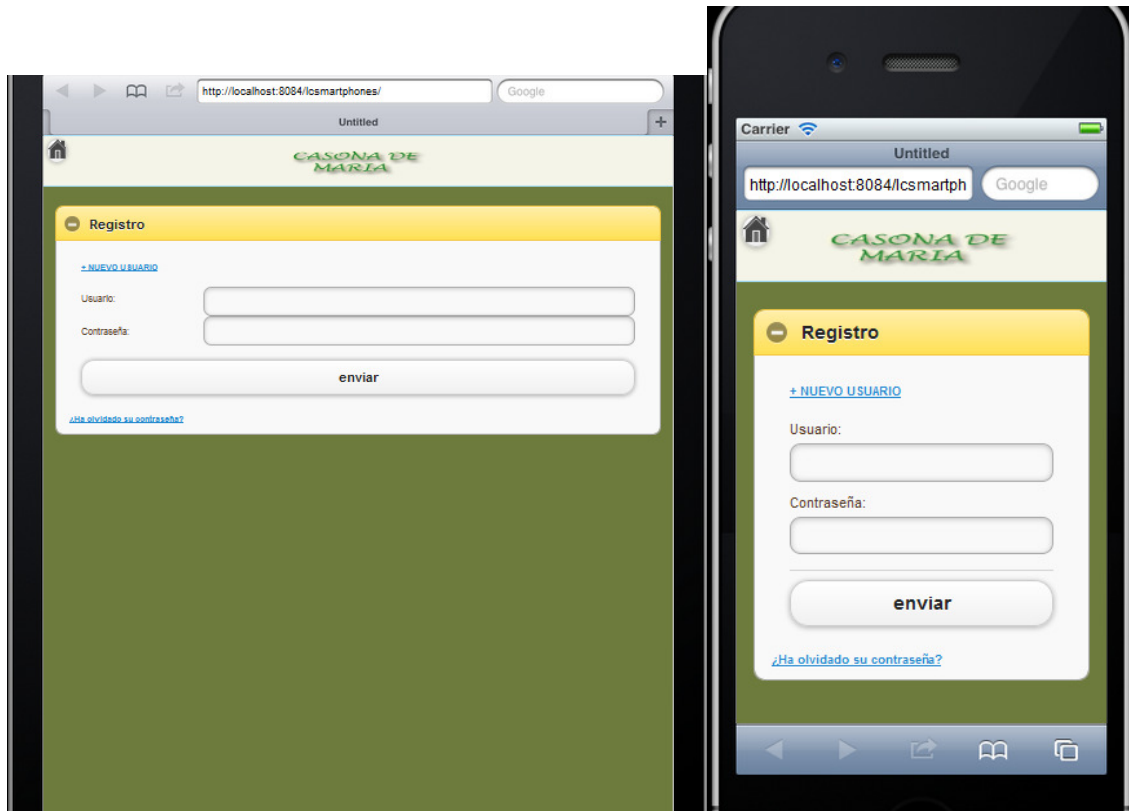 http://localhost:8084/lcsmartphones/
Google
Untitled
CASONA DE
MARIA
Registro
+ NUEVO USUARIO
Usuario:
Contraseña:
enviar
¿Ha olvidado su contraseña?
Carrier
Untitled
http://localhost:8084/lcsmartph
Google
CASONA DE
MARIA
Registro
+ NUEVO USUARIO
Usuario:
Contraseña:
enviar
¿Ha olvidado su contraseña?